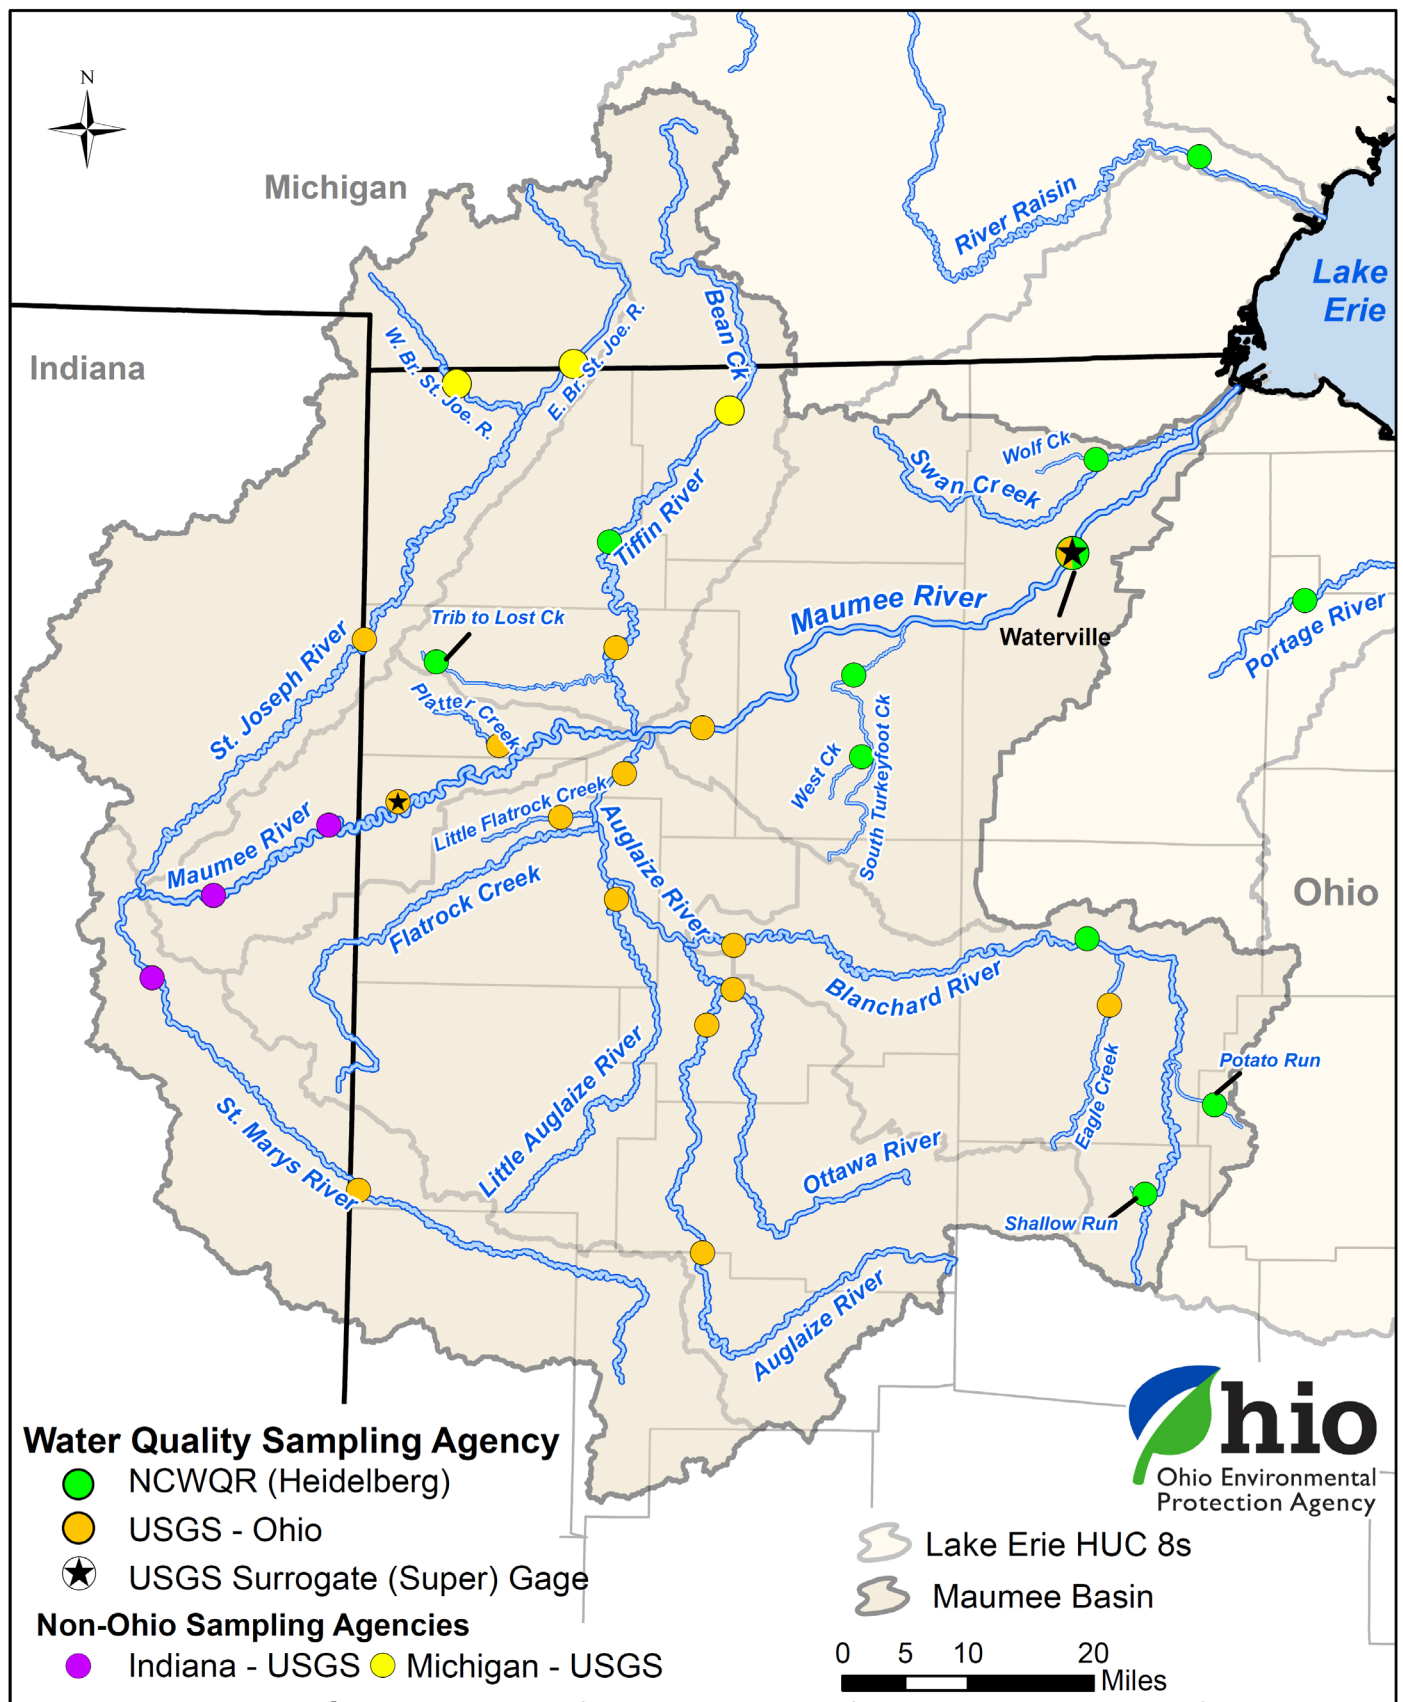 N
Michigan
River Raisin
Lake
Erie
Bean Ck
Indiana
W. Br. St. Joe. R.
E. Br. St. Joe. R.
Wolf Ck
Swan Creek
Tiffin River
Maumee River
Trib to Lost Ck
Waterville
Portage River
St. Joseph River
Platter Creek
West Ck
South Turkeyfoot Ck
Little Flatrock Creek
Maumee River
Auglaize River
Flatrock Creek
Ohio
Blanchard River
Potato Run
Eagle Creek
Little Auglaize River
St. Marys River
Ottawa River
Shallow Run
Auglaize River
Water Quality Sampling Agency
NCWQR (Heidelberg)
USGS - Ohio
USGS Surrogate (Super) Gage
Non-Ohio Sampling Agencies
Indiana - USGS
Michigan - USGS
Ohio
Ohio Environmental
Protection Agency
Lake Erie HUC 8s
Maumee Basin
0 5 10 20
Miles